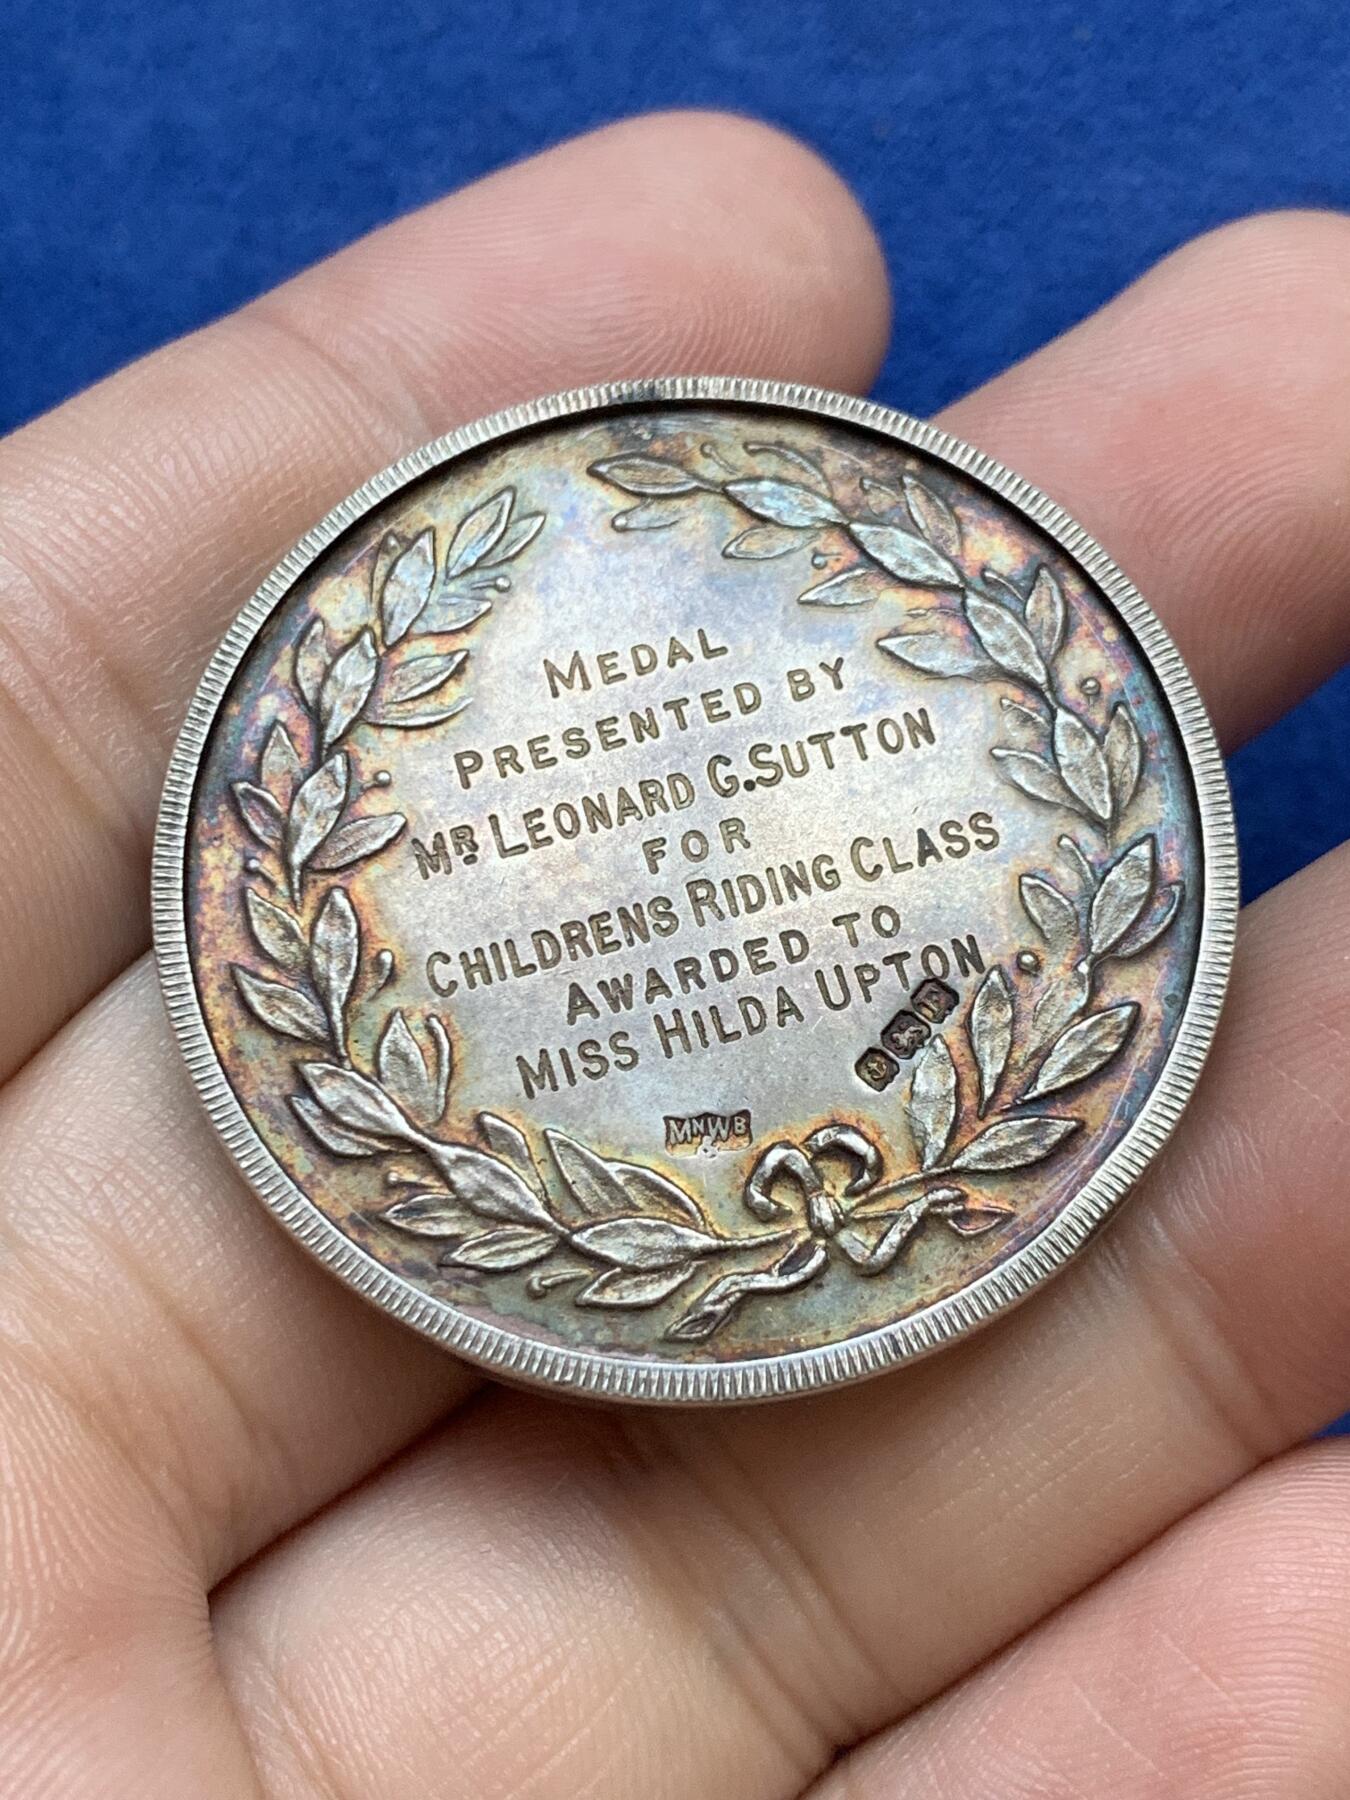 MEDAL
PRESENTED BY
MR LEONARD G. SUTTON
FOR
CHILDRENS RIDING CLASS
AWARDED TO
MISS HILDA UPTON
MNWB